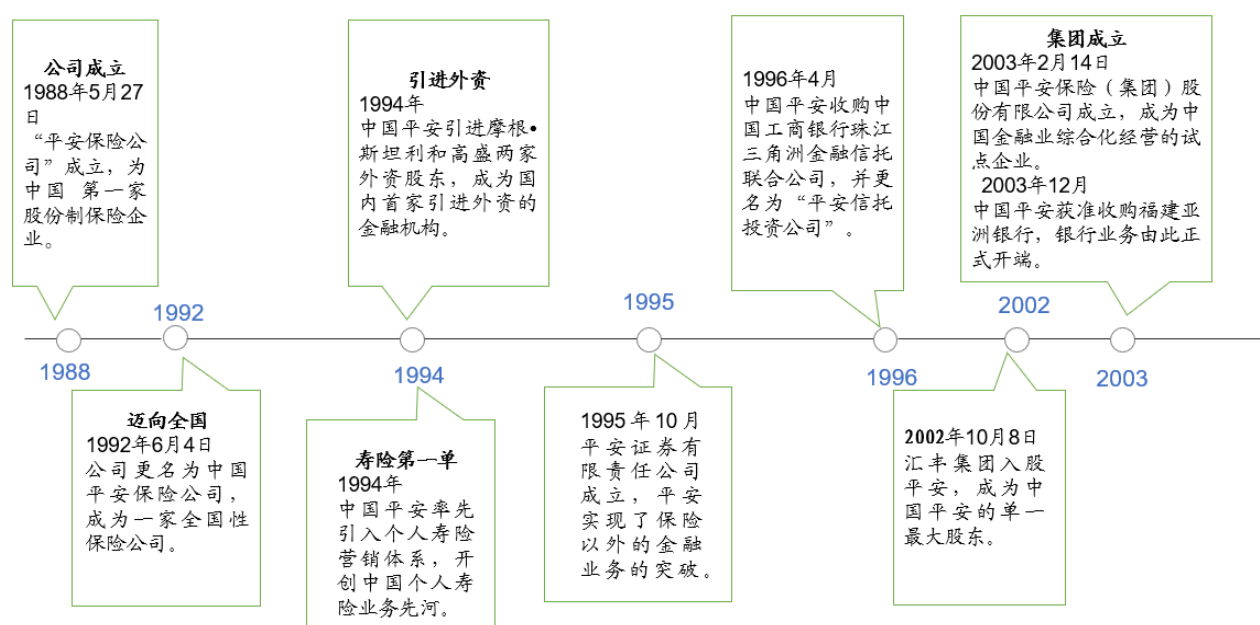 公司成立
1988年5月27
日
“平安保险公
司”成立，为
中国 第一家
股份制保险企
业。
引进外资
1994年
中国平安引进摩根•
斯坦利和高盛两家
外资股东，成为国
内首家引进外资的
金融机构。
1996年4月
中国平安收购中
国工商银行珠江
三角洲金融信托
联合公司，并更
名为“平安信托
投资公司”。
集团成立
2003年2月14日
中国平安保险（集团）股
份有限公司成立，成为中
国金融业综合化经营的试
点企业。
2003年12月
中国平安获准收购福建亚
洲银行，银行业务由此正
式开端。
1992
1995
2002
1988
1994
1996
2003
迈向全国
1992年6月4日
公司更名为中国
平安保险公司，
成为一家全国性
保险公司。
寿险第一单
1994年
中国平安率先
引入个人寿险
营销体系，开
创中国个人寿
险业务先河。
1995年10月
平安证券有
限责任公司
成立，平安
实现了保险
以外的金融
业务的突破。
2002年10月8日
汇丰集团入股
平安，成为中
国平安的单一
最大股东。